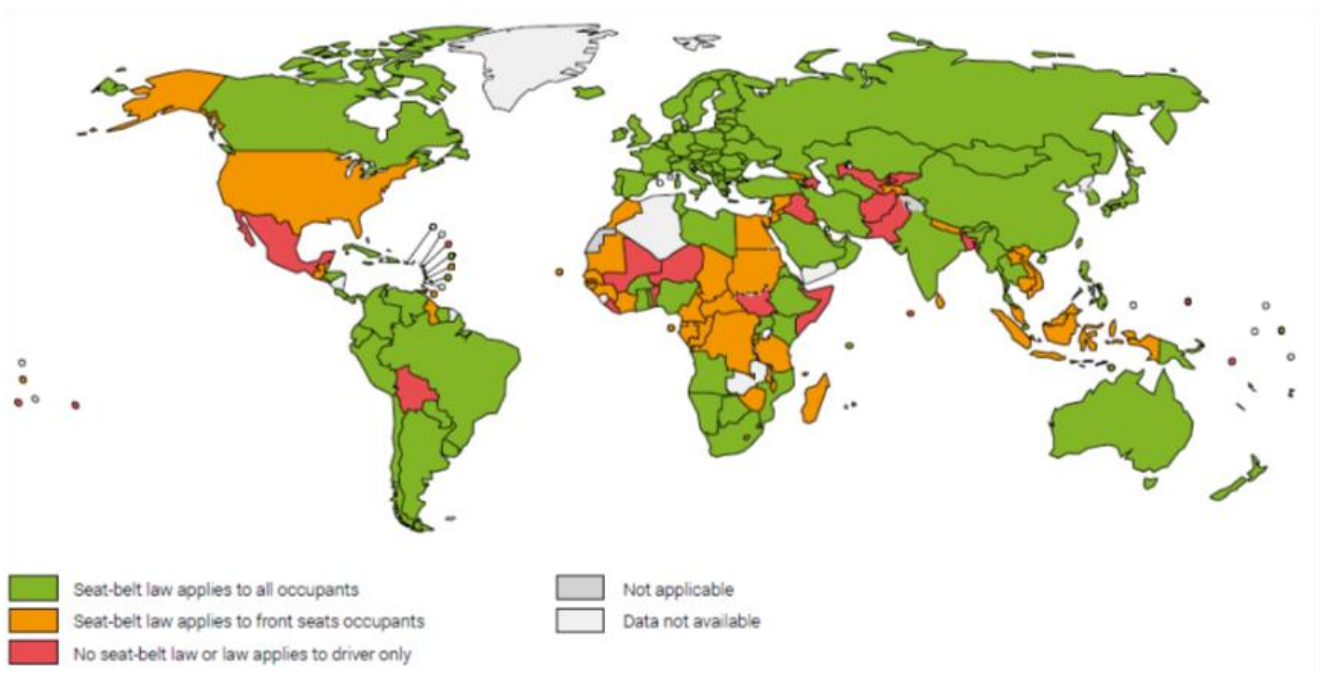 Seat-belt law applies to all occupants
Seat-belt law applies to front seats occupants
No seat-belt law or law applies to driver only
Not applicable
Data not available